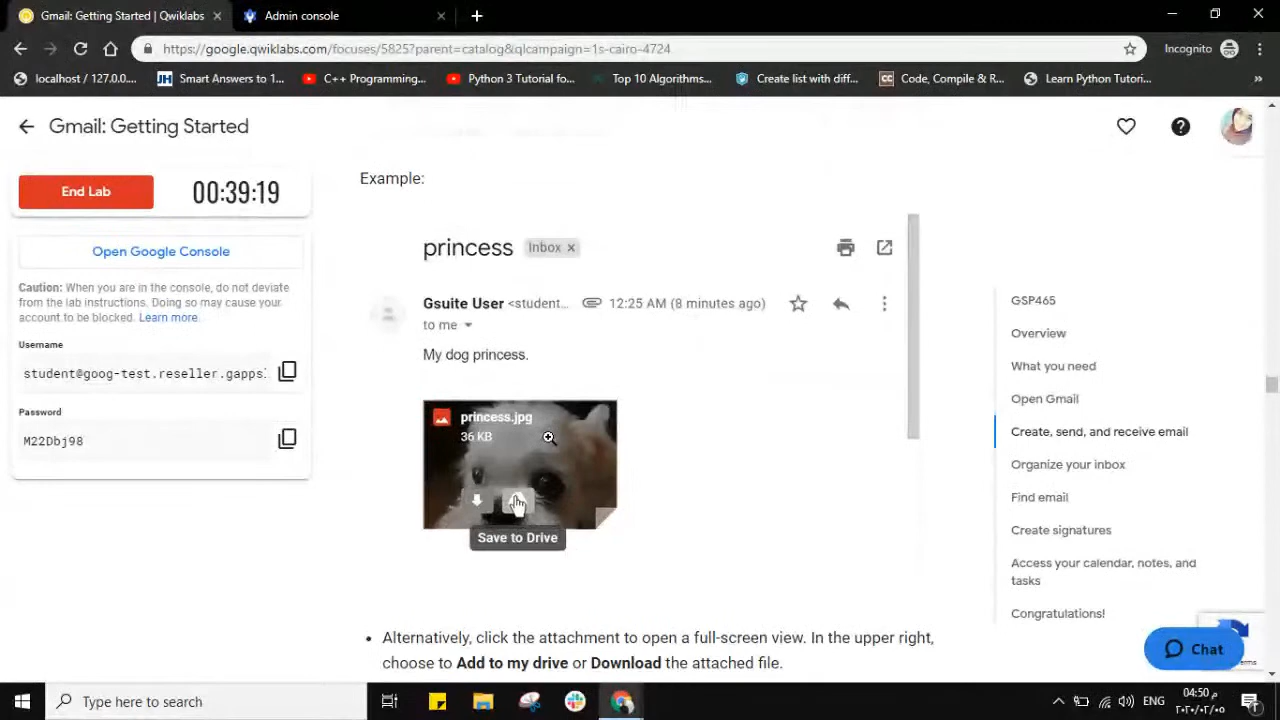 Gmail: Getting Started | Qwiklabs
Admin console
https://google.qwiklabs.com/focuses/5825?parent=catalog&qlcampaign=1s-cairo-4724
Incognito
localhost / 127.0.0....
JH Smart Answers to 1...
C++ Programming...
Python 3 Tutorial fo...
Top 10 Algorithms...
Create list with diff...
CC Code, Compile & R...
Learn Python Tutori...
»
Gmail: Getting Started
End Lab
00:39:19
Open Google Console
Caution: When you are in the console, do not deviate
from the lab instructions. Doing so may cause your
account to be blocked. Learn more.
Username
student@goog-test.reseller.gapps.
Password
M22Dbj98
Example:
princess Inbox ×
Gsuite User <student... 12:25 AM (8 minutes ago)
to me
My dog princess.
princess.jpg
36 KB
Save to Drive
• Alternatively, click the attachment to open a full-screen view. In the upper right,
choose to Add to my drive or Download the attached file.
GSP465
Overview
What you need
Open Gmail
Create, send, and receive email
Organize your inbox
Find email
Create signatures
Access your calendar, notes, and
tasks
Congratulations!
Chat
Type here to search
ENG
04:50 م